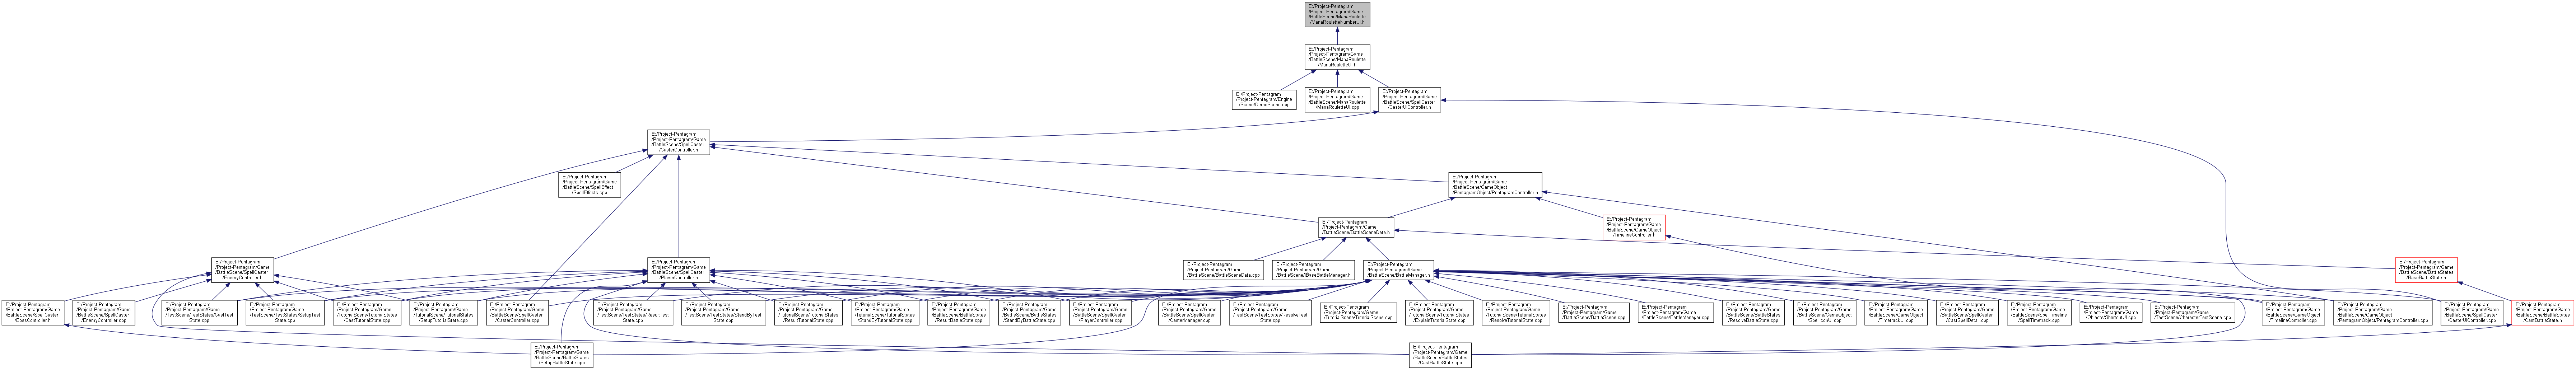 E:/Project-Pentagram
/Project-Pentagram/Game
/BattleScene/ManaRoulette
/ManaRouletteNumberUI.h
E:/Project-Pentagram
/Project-Pentagram/Game
/BattleScene/ManaRoulette
/ManaRouletteUI.h
E:/Project-Pentagram
/Project-Pentagram/Engine
/Scene/DemoScene.cpp
E:/Project-Pentagram
/Project-Pentagram/Game
/BattleScene/ManaRoulette
/ManaRouletteUI.cpp
E:/Project-Pentagram
/Project-Pentagram/Game
/BattleScene/SpellCaster
/CasterUIController.h
E:/Project-Pentagram
/Project-Pentagram/Game
/BattleScene/SpellCaster
/CasterController.h
E:/Project-Pentagram
/Project-Pentagram/Game
/BattleScene/SpellEffect
/SpellEffects.cpp
E:/Project-Pentagram
/Project-Pentagram/Game
/BattleScene/GameObject
/PentagramObject/PentagramController.h
E:/Project-Pentagram
/Project-Pentagram/Game
/BattleScene/BattleSceneData.h
E:/Project-Pentagram
/Project-Pentagram/Game
/BattleScene/GameObject
/TimelineController.h
E:/Project-Pentagram
/Project-Pentagram/Game
/BattleScene/SpellCaster
/EnemyController.h
E:/Project-Pentagram
/Project-Pentagram/Game
/BattleScene/SpellCaster
/PlayerController.h
E:/Project-Pentagram
/Project-Pentagram/Game
/BattleScene/BattleSceneData.cpp
E:/Project-Pentagram
/Project-Pentagram/Game
/BattleScene/IBaseBattleManager.h
E:/Project-Pentagram
/Project-Pentagram/Game
/BattleScene/BattleManager.h
E:/Project-Pentagram
/Project-Pentagram/Game
/BattleScene/BattleStates
/BaseBattleState.h
E:/Project-Pentagram
/Project-Pentagram/Game
/BattleScene/SpellCaster
/BossController.h
E:/Project-Pentagram
/Project-Pentagram/Game
/BattleScene/SpellCaster
/EnemyController.cpp
E:/Project-Pentagram
/Project-Pentagram/Game
/TestScene/TestStates/CastTest
State.cpp
E:/Project-Pentagram
/Project-Pentagram/Game
/TestScene/TestStates/SetupTest
State.cpp
E:/Project-Pentagram
/Project-Pentagram/Game
/TutorialScene/TutorialStates
/CastTutorialState.cpp
E:/Project-Pentagram
/Project-Pentagram/Game
/TutorialScene/TutorialStates
/SetupTutorialState.cpp
E:/Project-Pentagram
/Project-Pentagram/Game
/BattleScene/SpellCaster
/CasterController.cpp
E:/Project-Pentagram
/Project-Pentagram/Game
/TestScene/TestStates/ResultTest
State.cpp
E:/Project-Pentagram
/Project-Pentagram/Game
/TestScene/TestStates/StandByTest
State.cpp
E:/Project-Pentagram
/Project-Pentagram/Game
/TutorialScene/TutorialStates
/ResultTutorialState.cpp
E:/Project-Pentagram
/Project-Pentagram/Game
/TutorialScene/TutorialStates
/StandByTutorialState.cpp
E:/Project-Pentagram
/Project-Pentagram/Game
/BattleScene/BattleStates
/ResultBattleState.cpp
E:/Project-Pentagram
/Project-Pentagram/Game
/BattleScene/BattleStates
/StandByBattleState.cpp
E:/Project-Pentagram
/Project-Pentagram/Game
/BattleScene/SpellCaster
/PlayerController.cpp
E:/Project-Pentagram
/Project-Pentagram/Game
/BattleScene/SpellCaster
/CasterManager.cpp
E:/Project-Pentagram
/Project-Pentagram/Game
/TestScene/TestStates/ResolveTest
State.cpp
E:/Project-Pentagram
/Project-Pentagram/Game
/TutorialScene/TutorialScene.cpp
E:/Project-Pentagram
/Project-Pentagram/Game
/TutorialScene/TutorialStates
/ExplainTutorialState.cpp
E:/Project-Pentagram
/Project-Pentagram/Game
/TutorialScene/TutorialStates
/ResolveTutorialState.cpp
E:/Project-Pentagram
/Project-Pentagram/Game
/BattleScene/BattleScene.cpp
E:/Project-Pentagram
/Project-Pentagram/Game
/BattleScene/BattleManager.cpp
E:/Project-Pentagram
/Project-Pentagram/Game
/BattleScene/BattleStates
/ResolveBattleState.cpp
E:/Project-Pentagram
/Project-Pentagram/Game
/BattleScene/GameObject
/SpellIconUI.cpp
E:/Project-Pentagram
/Project-Pentagram/Game
/BattleScene/GameObject
/TimetrackUI.cpp
E:/Project-Pentagram
/Project-Pentagram/Game
/BattleScene/SpellCaster
/CastSpellDetail.cpp
E:/Project-Pentagram
/Project-Pentagram/Game
/BattleScene/SpellTimeline
/SpellTimetrack.cpp
E:/Project-Pentagram
/Project-Pentagram/Game
/Objects/ShortcutUI.cpp
E:/Project-Pentagram
/Project-Pentagram/Game
/TestScene/CharacterTestScene.cpp
E:/Project-Pentagram
/Project-Pentagram/Game
/BattleScene/GameObject
/TimelineController.cpp
E:/Project-Pentagram
/Project-Pentagram/Game
/BattleScene/GameObject
/PentagramObject/PentagramController.cpp
E:/Project-Pentagram
/Project-Pentagram/Game
/BattleScene/SpellCaster
/CasterUIController.cpp
E:/Project-Pentagram
/Project-Pentagram/Game
/BattleScene/BattleStates
/CastBattleState.h
E:/Project-Pentagram
/Project-Pentagram/Game
/BattleScene/BattleStates
/SetupBattleState.cpp
E:/Project-Pentagram
/Project-Pentagram/Game
/BattleScene/BattleStates
/CastBattleState.cpp